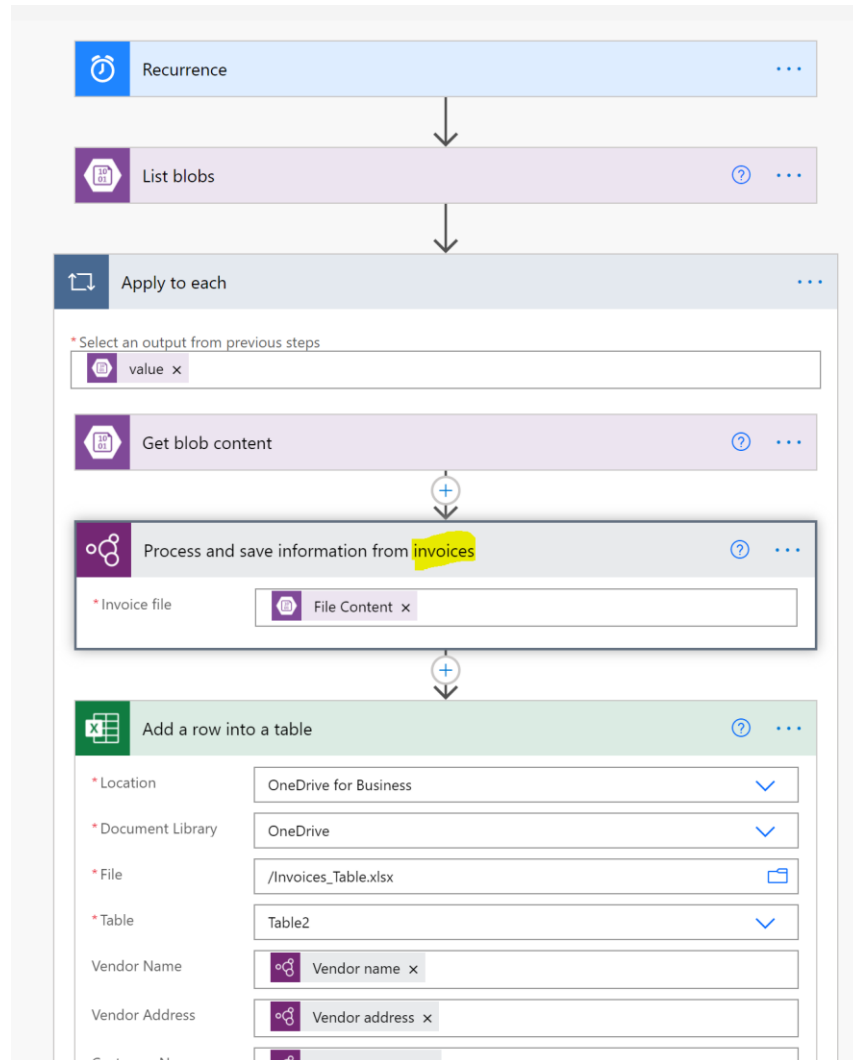 Recurrence
List blobs
Apply to each
* Select an output from previous steps
value ×
Get blob content
Process and save information from invoices
* Invoice file File Content ×
Add a row into a table
* Location OneDrive for Business
* Document Library OneDrive
* File /Invoices_Table.xlsx
* Table Table2
Vendor Name Vendor name ×
Vendor Address Vendor address ×